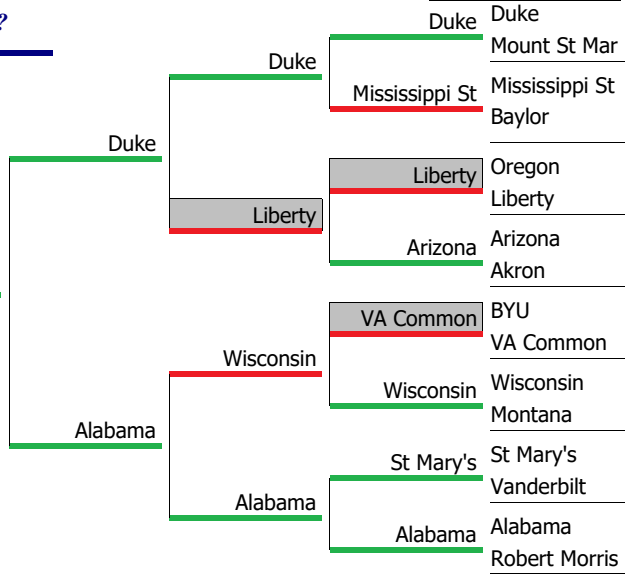 ?
Duke
Duke
Mount St Mar
Duke
Mississippi St
Mississippi St
Baylor
Duke
Oregon
Liberty
Liberty
Liberty
Arizona
Arizona
Akron
BYU
VA Common
VA Common
Wisconsin
Wisconsin
Wisconsin
Montana
Alabama
St Mary's
St Mary's
Vanderbilt
Alabama
Alabama
Alabama
Robert Morris